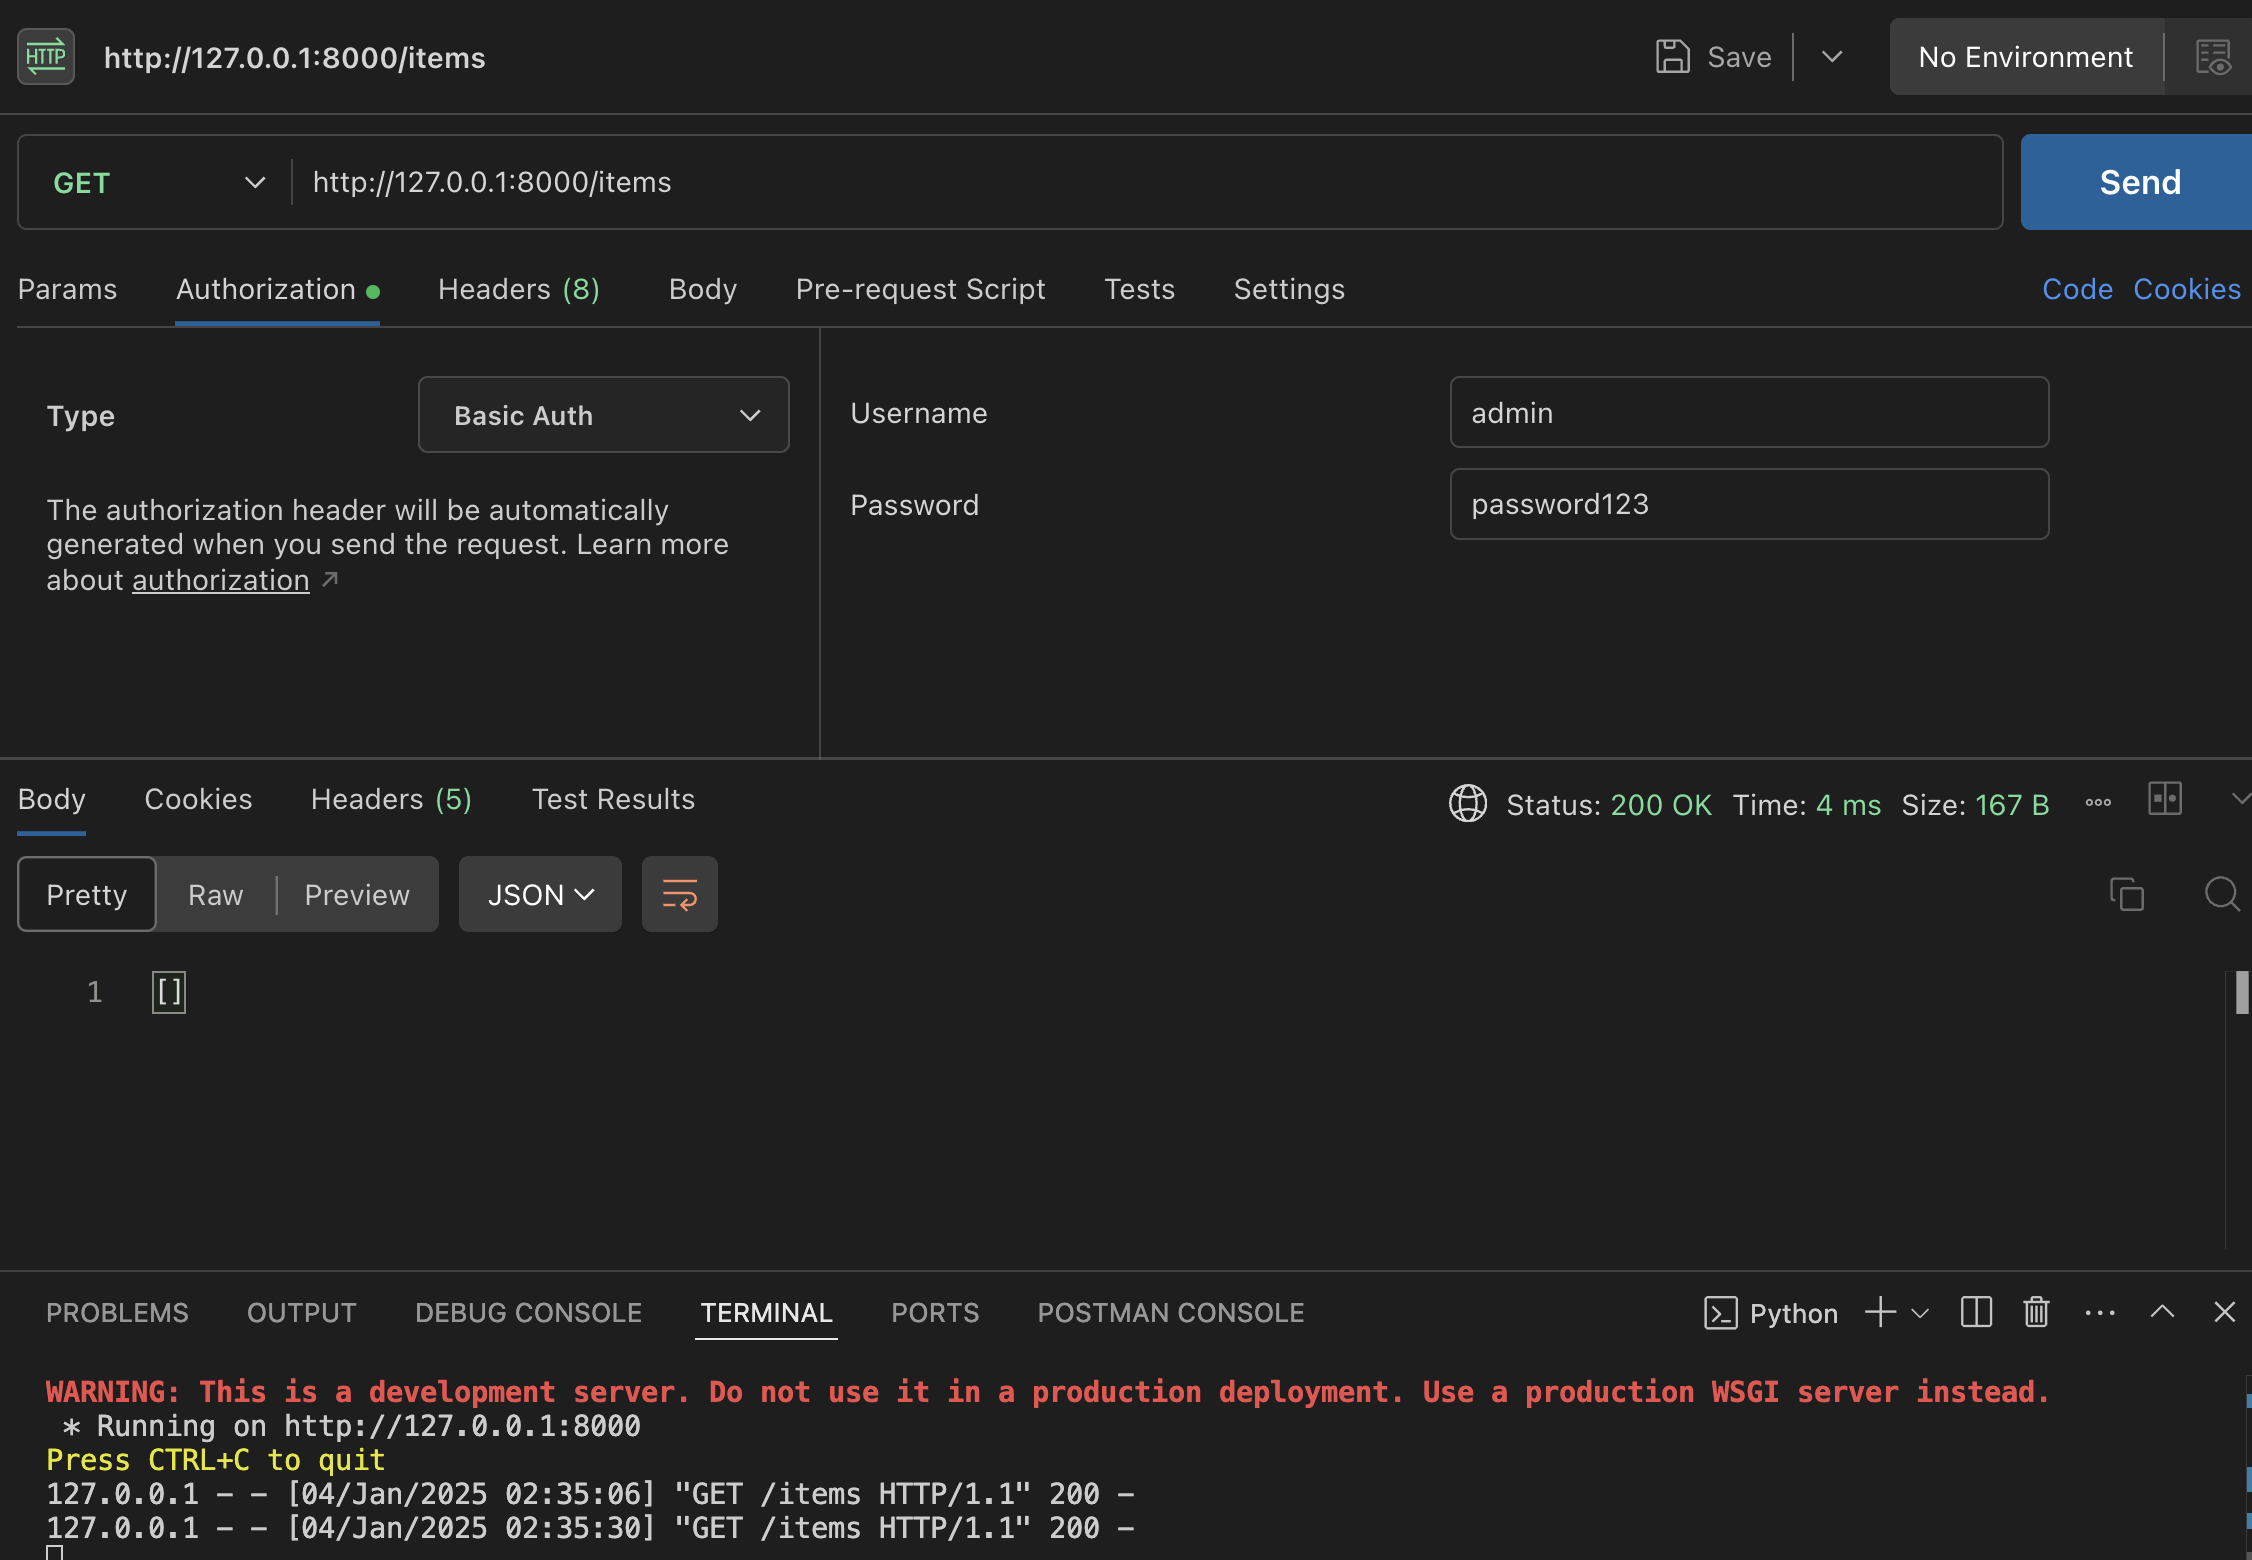 HTTP http://127.0.0.1:8000/items Save No Environment
GET http://127.0.0.1:8000/items Send
Params Authorization Headers (8) Body Pre-request Script Tests Settings Code Cookies
Type Basic Auth
The authorization header will be automatically
generated when you send the request. Learn more
about authorization ↗
Username admin
Password password123
Body Cookies Headers (5) Test Results Status: 200 OK Time: 4 ms Size: 167 B
Pretty Raw Preview JSON
1 []
PROBLEMS OUTPUT DEBUG CONSOLE TERMINAL PORTS POSTMAN CONSOLE Python
WARNING: This is a development server. Do not use it in a production deployment. Use a production WSGI server instead.
* Running on http://127.0.0.1:8000
Press CTRL+C to quit
127.0.0.1 - - [04/Jan/2025 02:35:06] "GET /items HTTP/1.1" 200 -
127.0.0.1 - - [04/Jan/2025 02:35:30] "GET /items HTTP/1.1" 200 -